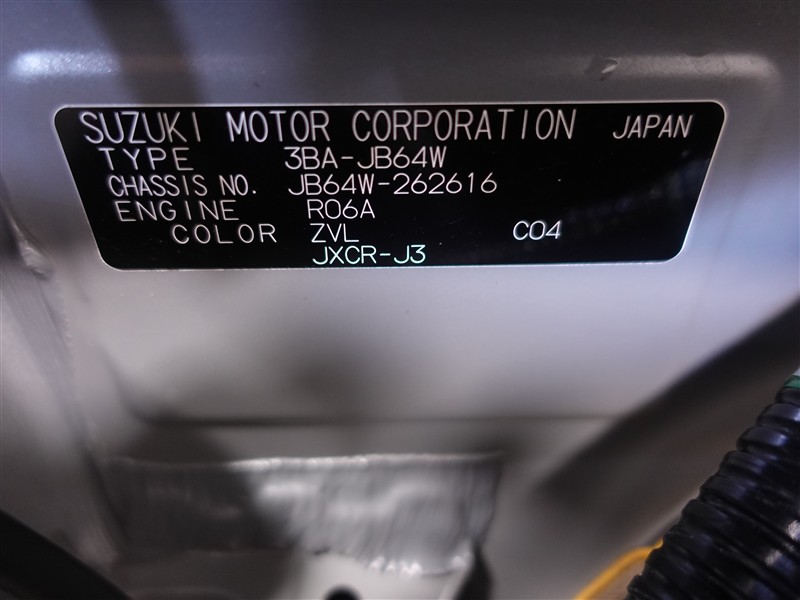 SUZUKI MOTOR CORPORATION JAPAN
TYPE 3BA-JB64W
CHASSIS NO. JB64W-262616
ENGINE R06A
COLOR ZVL C04
JXCR-J3